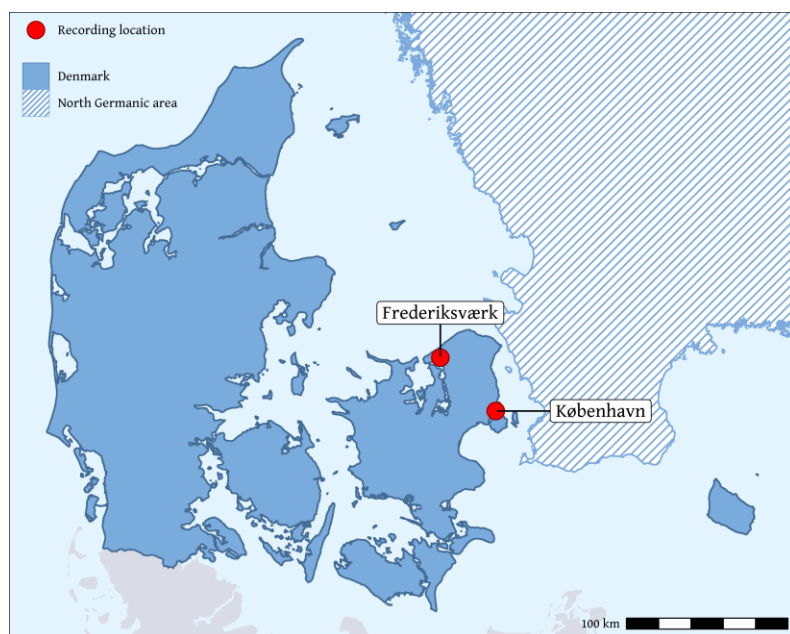 Recording location
Denmark
North Germanic area
Frederiksværk
København
100 km